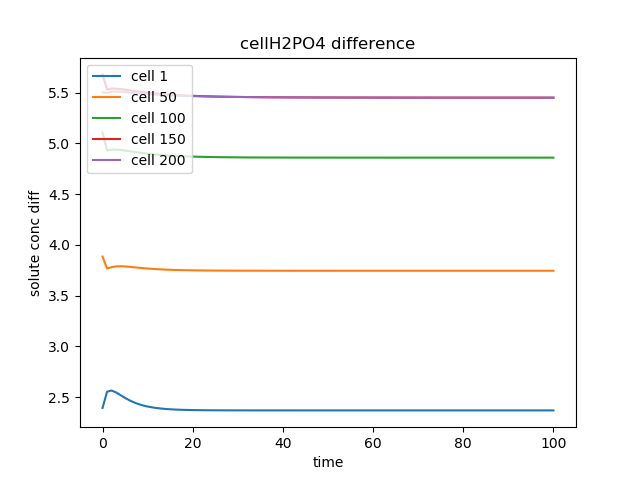 cellH2PO4 difference
cell 1
cell 50
cell 100
cell 150
cell 200
solute conc diff
5.5
5.0
4.5
4.0
3.5
3.0
2.5
0 20 40 60 80 100
time